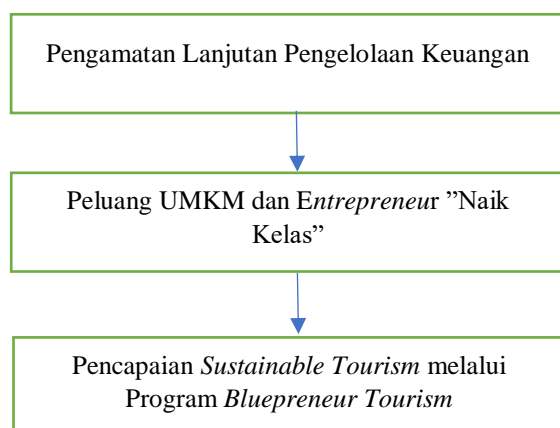 Pengamatan Lanjutan Pengelolaan Keuangan
Peluang UMKM dan Entrepreneur ”Naik
Kelas”
Pencapaian Sustainable Tourism melalui
Program Bluepreneur Tourism